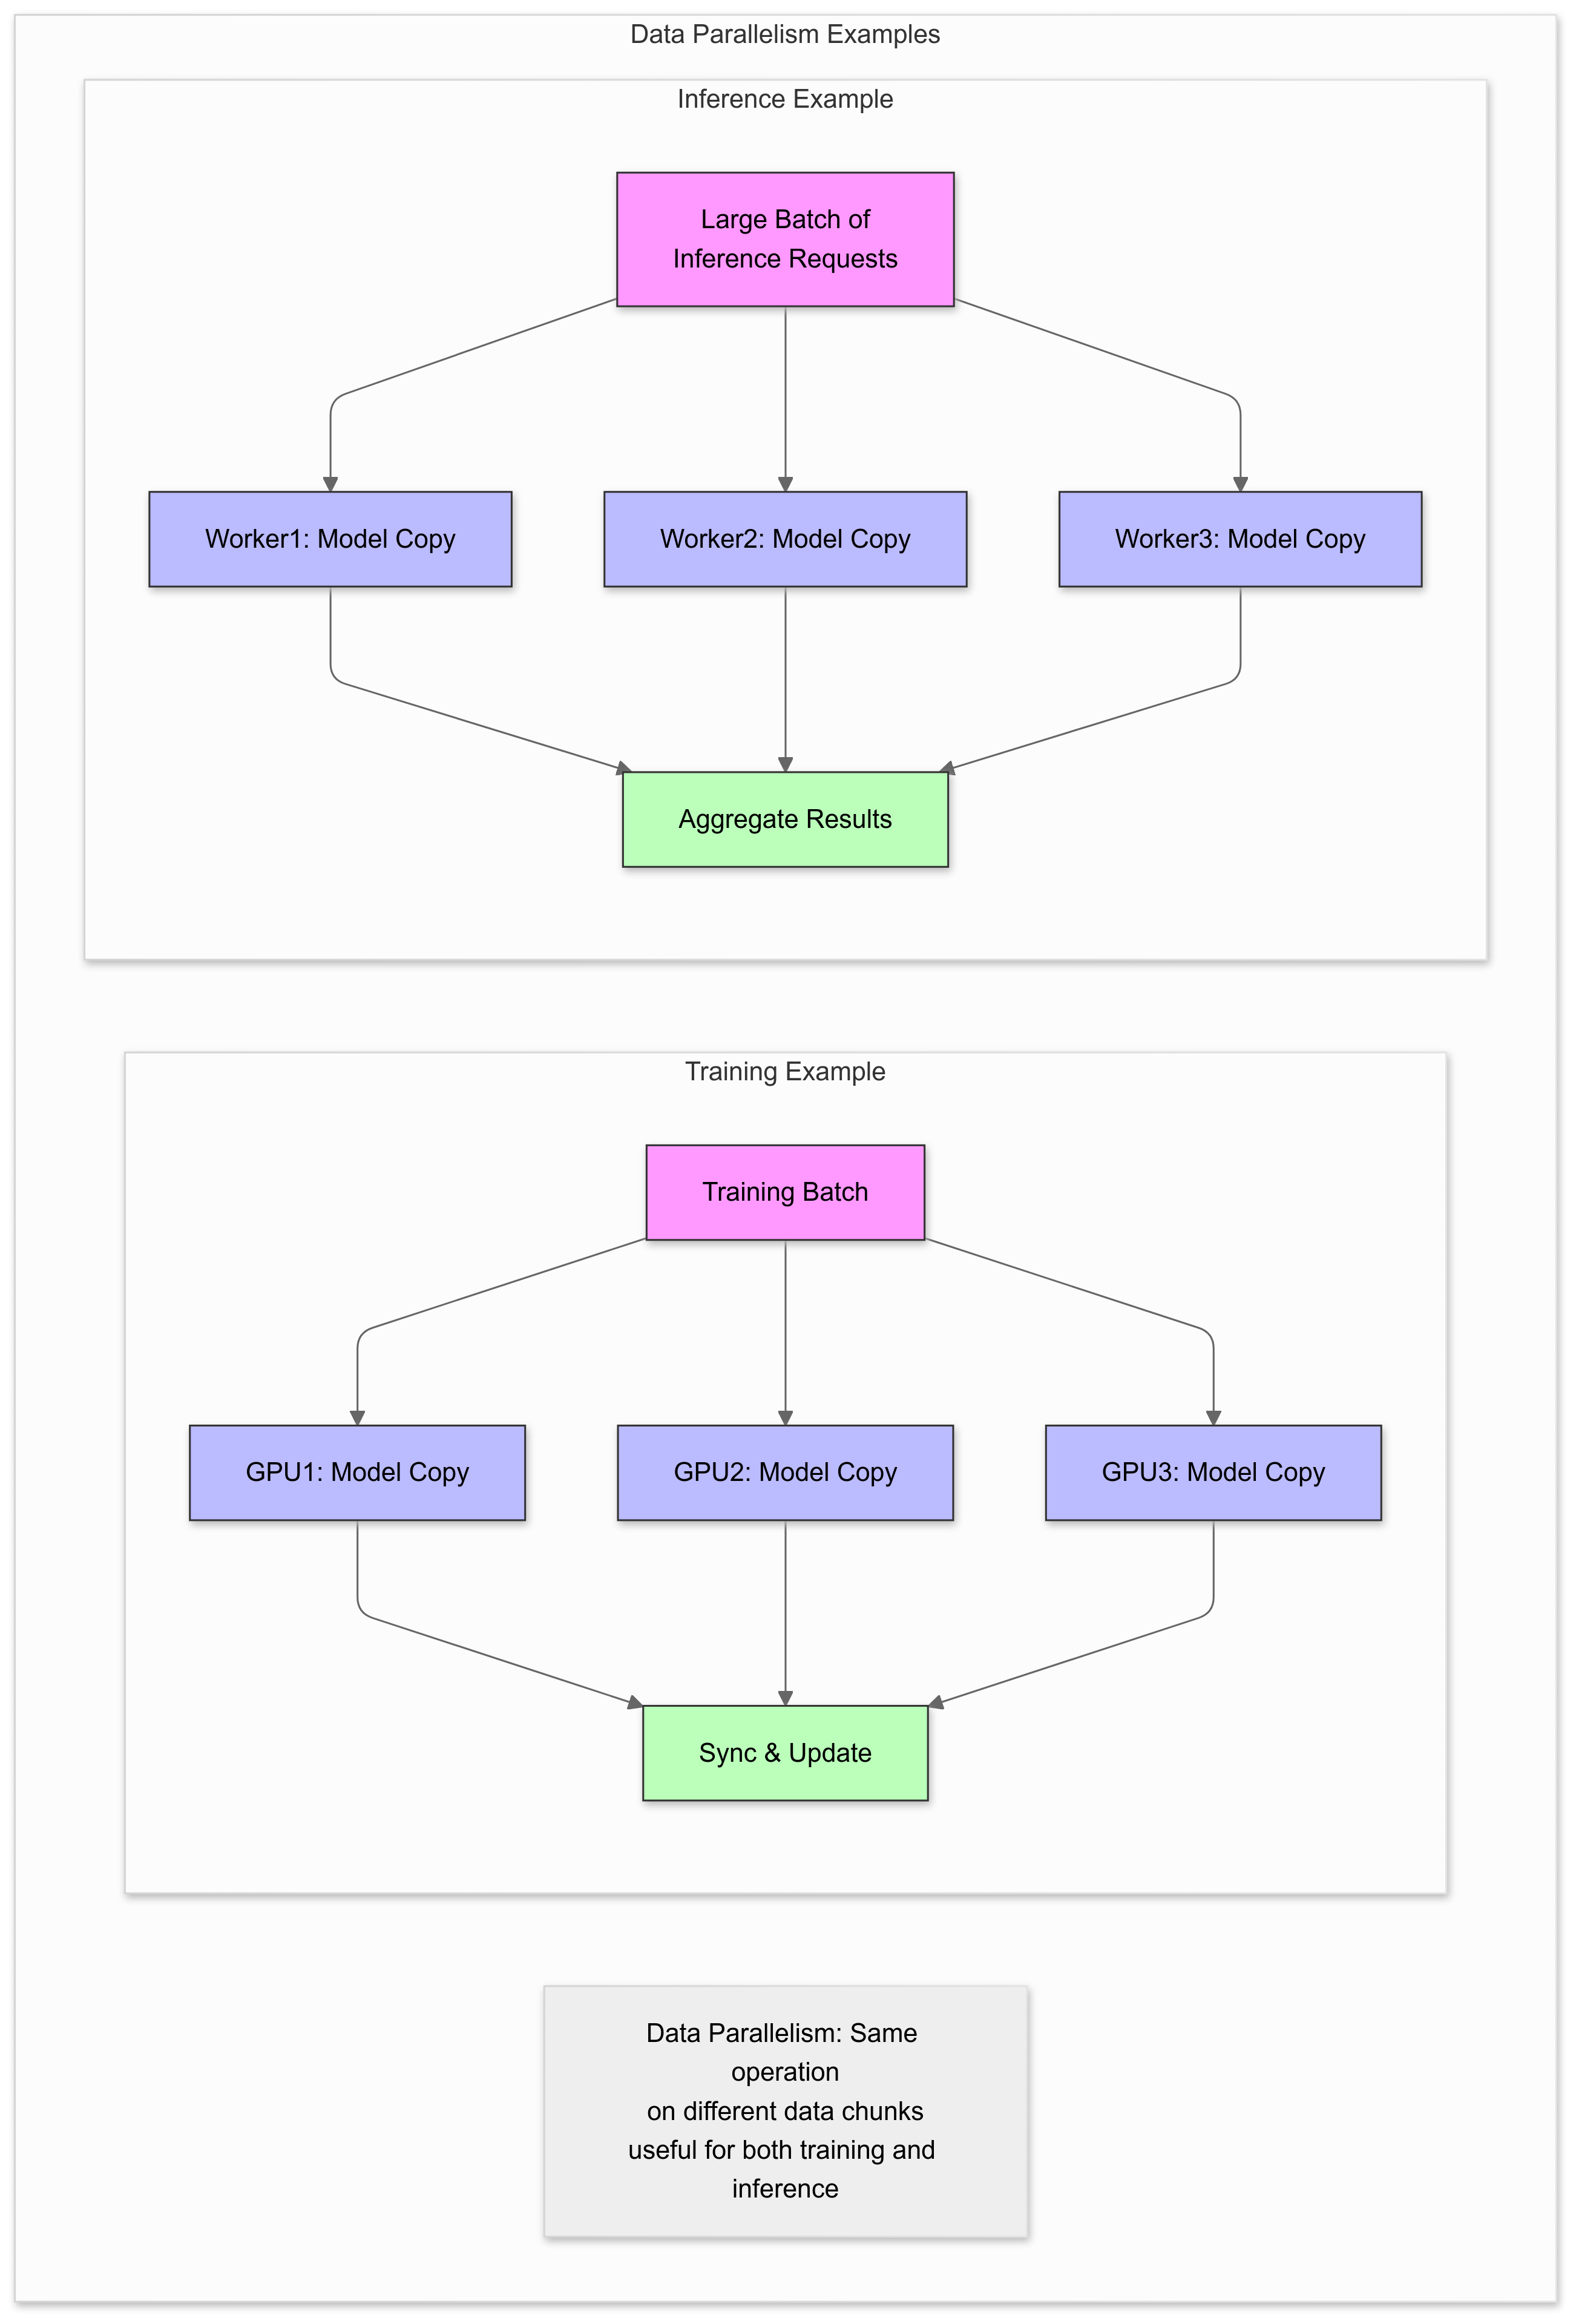 Data Parallelism Examples
Inference Example
Large Batch of
Inference Requests
Worker1: Model Copy
Worker2: Model Copy
Worker3: Model Copy
Aggregate Results
Training Example
Training Batch
GPU1: Model Copy
GPU2: Model Copy
GPU3: Model Copy
Sync & Update
Data Parallelism: Same
operation
on different data chunks
useful for both training and
inference